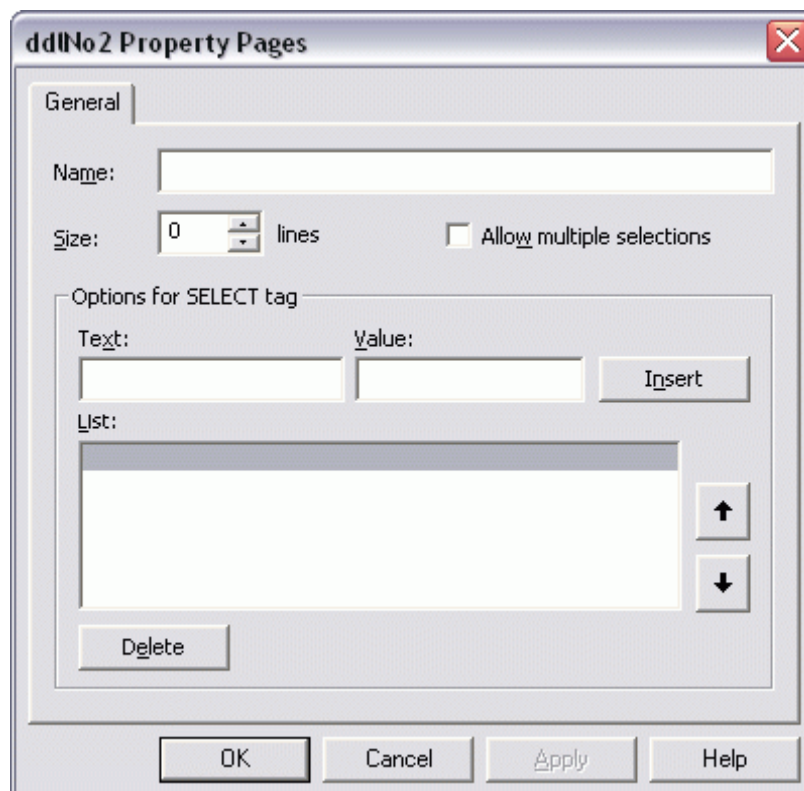 ddlNo2 Property Pages
General
Name:
Size: 0 lines Allow multiple selections
Options for SELECT tag
Text: Value:
Insert
List:
Delete
OK Cancel Apply Help